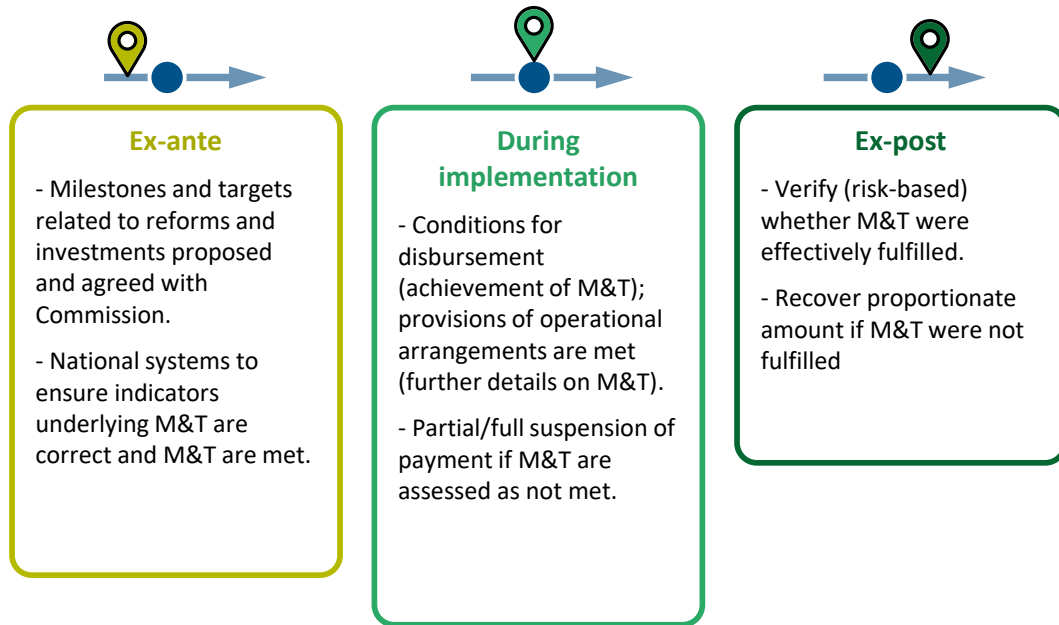 Ex-ante
- Milestones and targets
related to reforms and
investments proposed
and agreed with
Commission.
- National systems to
ensure indicators
underlying M&T are
correct and M&T are met.
During
implementation
- Conditions for
disbursement
(achievement of M&T);
provisions of operational
arrangements are met
(further details on M&T).
- Partial/full suspension of
payment if M&T are
assessed as not met.
Ex-post
- Verify (risk-based)
whether M&T were
effectively fulfilled.
- Recover proportionate
amount if M&T were not
fulfilled